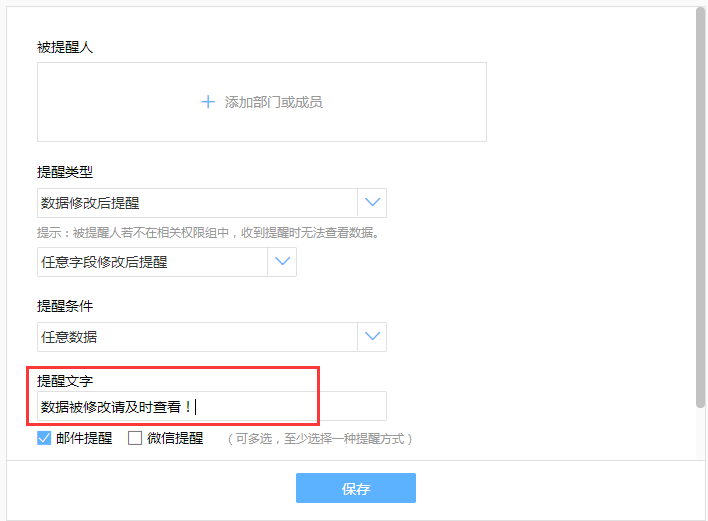 被提醒人
添加部门或成员
提醒类型
数据修改后提醒
提示：被提醒人若不在相关权限组中，收到提醒时无法查看数据。
任意字段修改后提醒
提醒条件
任意数据
提醒文字
数据被修改请及时查看！
邮件提醒 微信提醒 （可多选，至少选择一种提醒方式）
保存